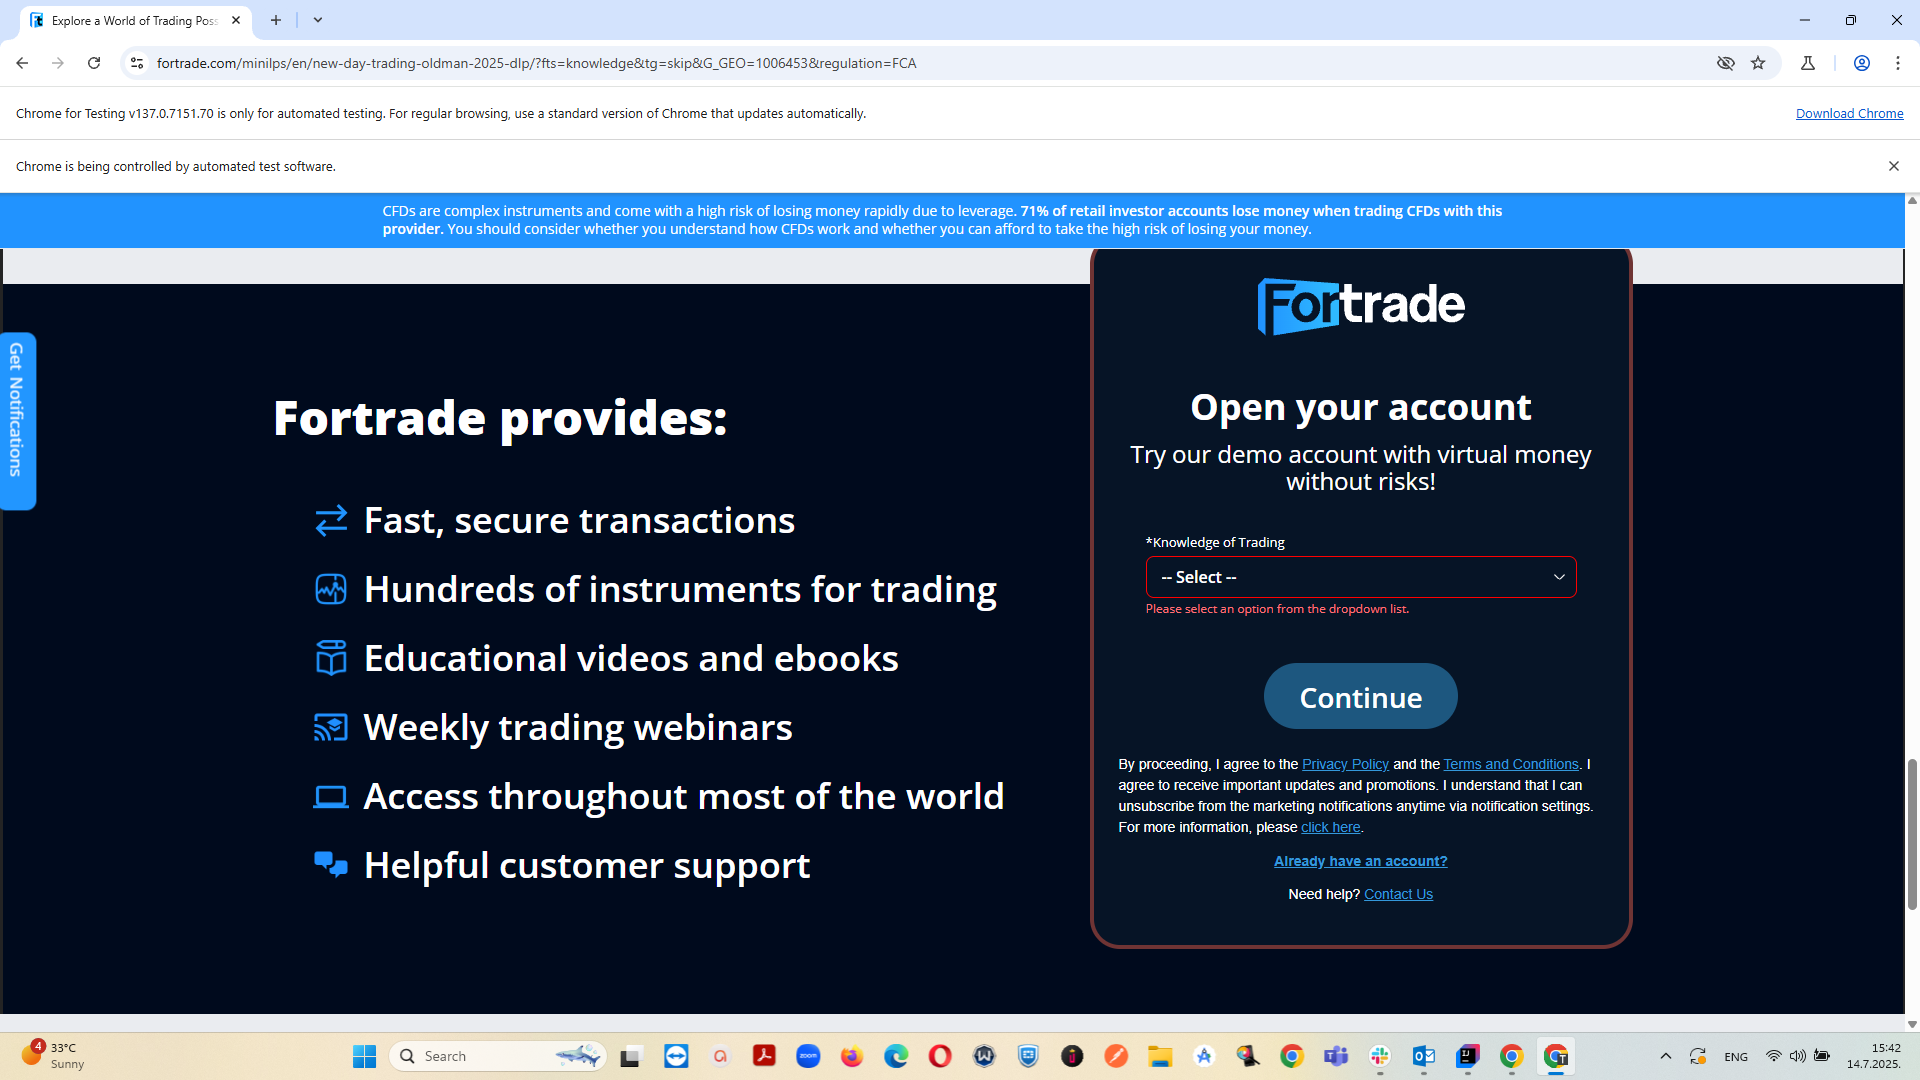 Explore a World of Trading Poss
fortrade.com/minilps/en/new-day-trading-oldman-2025-dlp/?fts=knowledge&tg=skip&G_GEO=1006453&regulation=FCA
Chrome for Testing v137.0.7151.70 is only for automated testing. For regular browsing, use a standard version of Chrome that updates automatically.
Download Chrome
Chrome is being controlled by automated test software.
CFDs are complex instruments and come with a high risk of losing money rapidly due to leverage. 71% of retail investor accounts lose money when trading CFDs with this
provider. You should consider whether you understand how CFDs work and whether you can afford to take the high risk of losing your money.
Get Notifications
Fortrade provides:
Fast, secure transactions
Hundreds of instruments for trading
Educational videos and ebooks
Weekly trading webinars
Access throughout most of the world
Helpful customer support
Fortrade
Open your account
Try our demo account with virtual money
without risks!
*Knowledge of Trading
-- Select --
Please select an option from the dropdown list.
Continue
By proceeding, I agree to the Privacy Policy and the Terms and Conditions. I
agree to receive important updates and promotions. I understand that I can
unsubscribe from the marketing notifications anytime via notification settings.
For more information, please click here.
Already have an account?
Need help? Contact Us
4
33°C
Sunny
Search
zoom
ENG
15:42
14.7.2025.